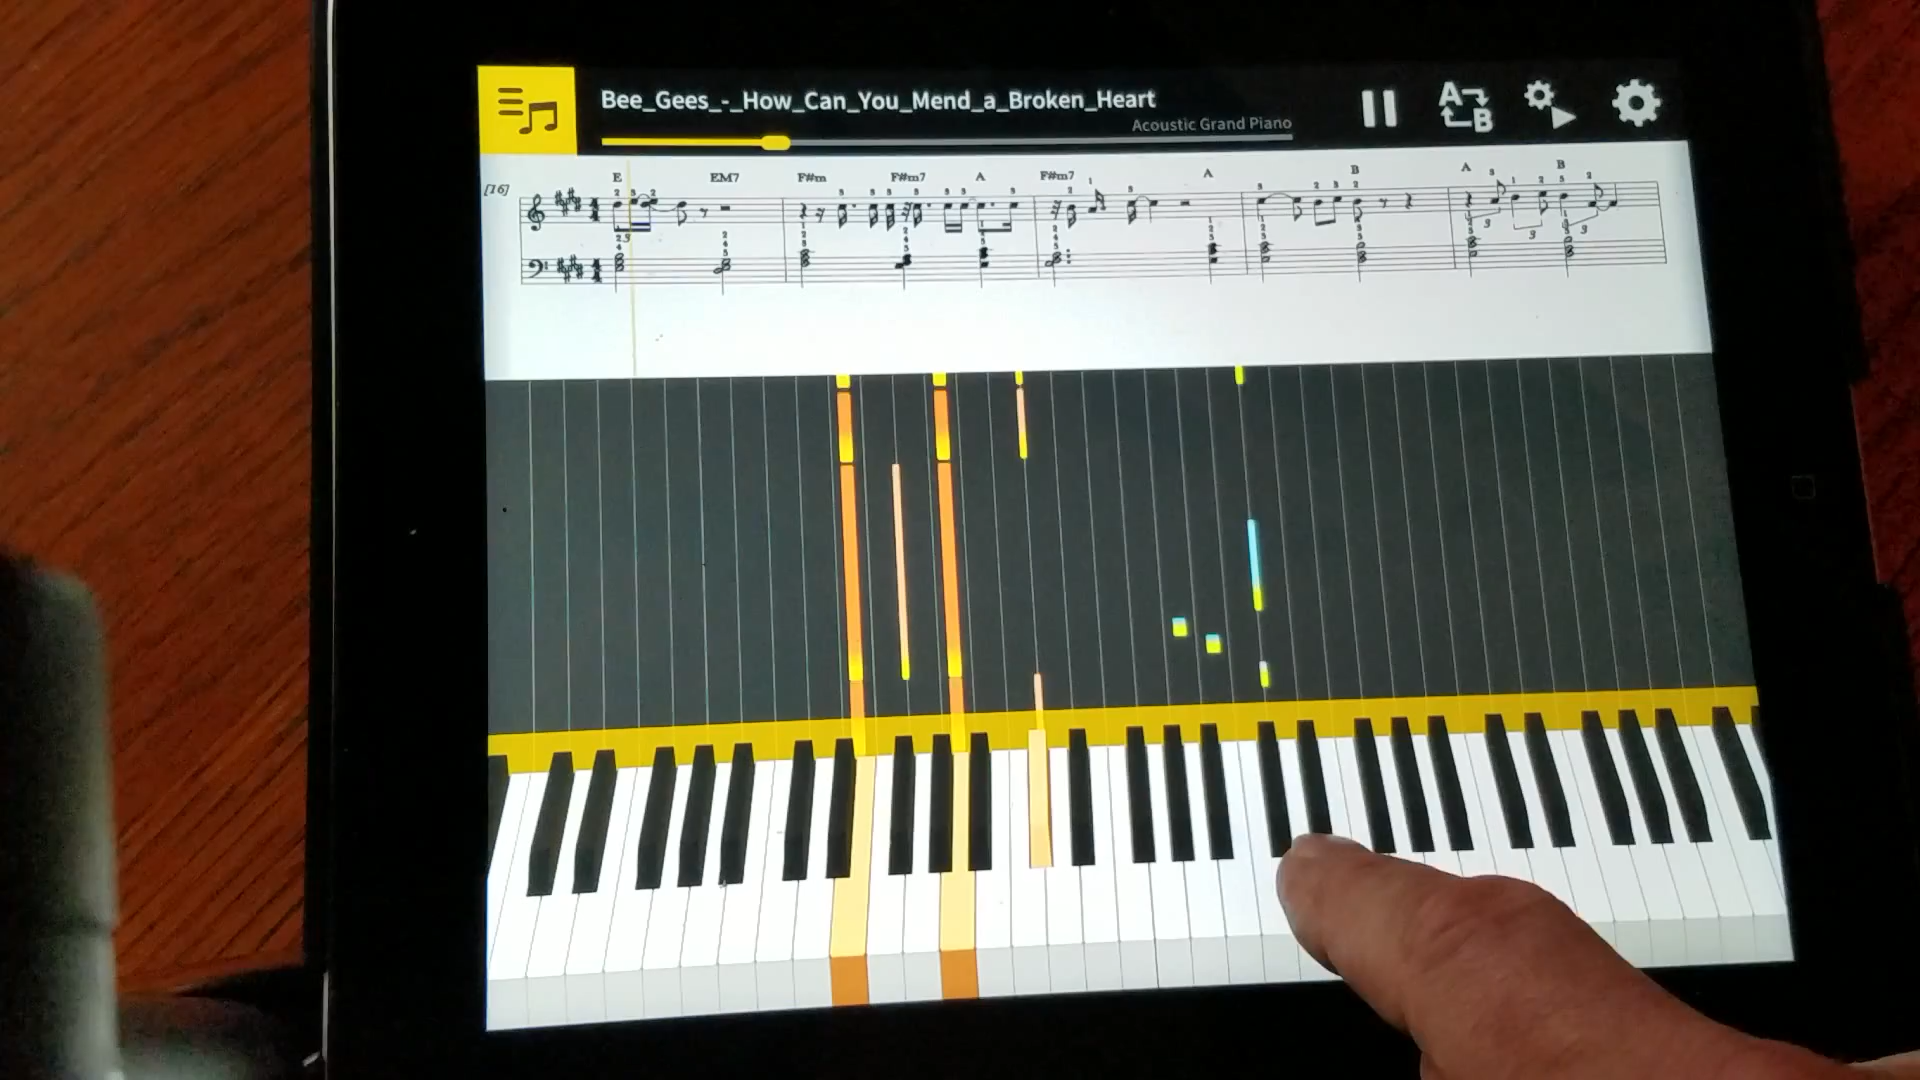 Bee_Gees_-_How_Can_You_Mend_a_Broken_Heart
Acoustic Grand Piano
A B
[16]
E EM7 F#m F#m7 A F#m7 A B A B